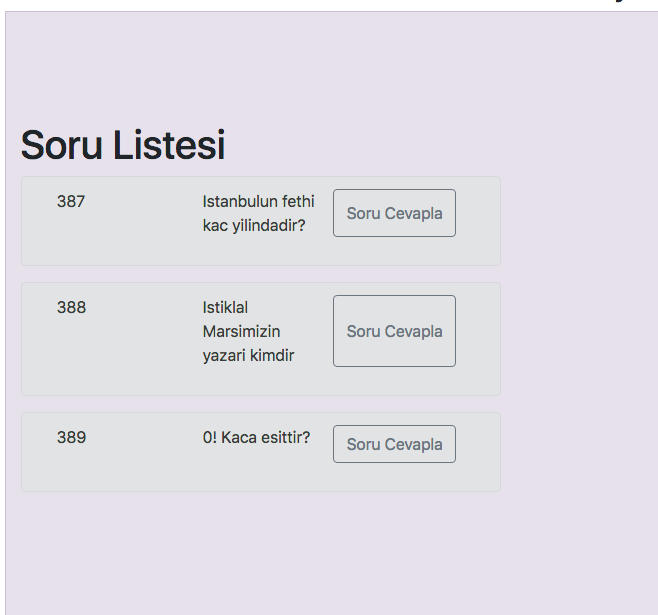 Soru Listesi
387
Istanbulun fethi
kac yilindadir?
Soru Cevapla
388
Istiklal
Marsimizin
yazari kimdir
Soru Cevapla
389
0! Kaca esittir?
Soru Cevapla